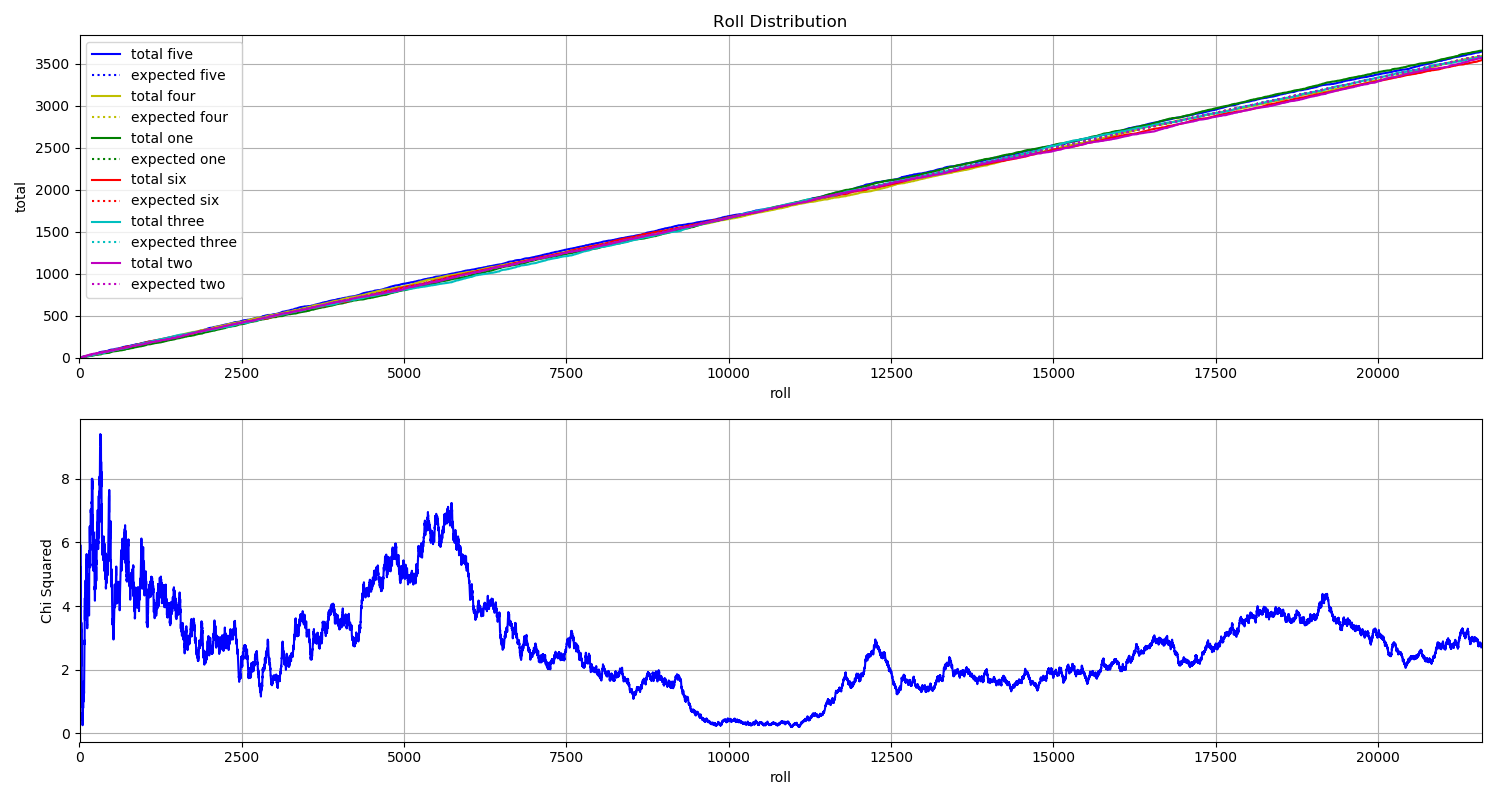 Roll Distribution
total five
expected five
total four
expected four
total one
expected one
total six
expected six
total three
expected three
total two
expected two
total
3500
3000
2500
2000
1500
1000
500
0
0 2500 5000 7500 10000 12500 15000 17500 20000
roll
Chi Squared
8
6
4
2
0
0 2500 5000 7500 10000 12500 15000 17500 20000
roll